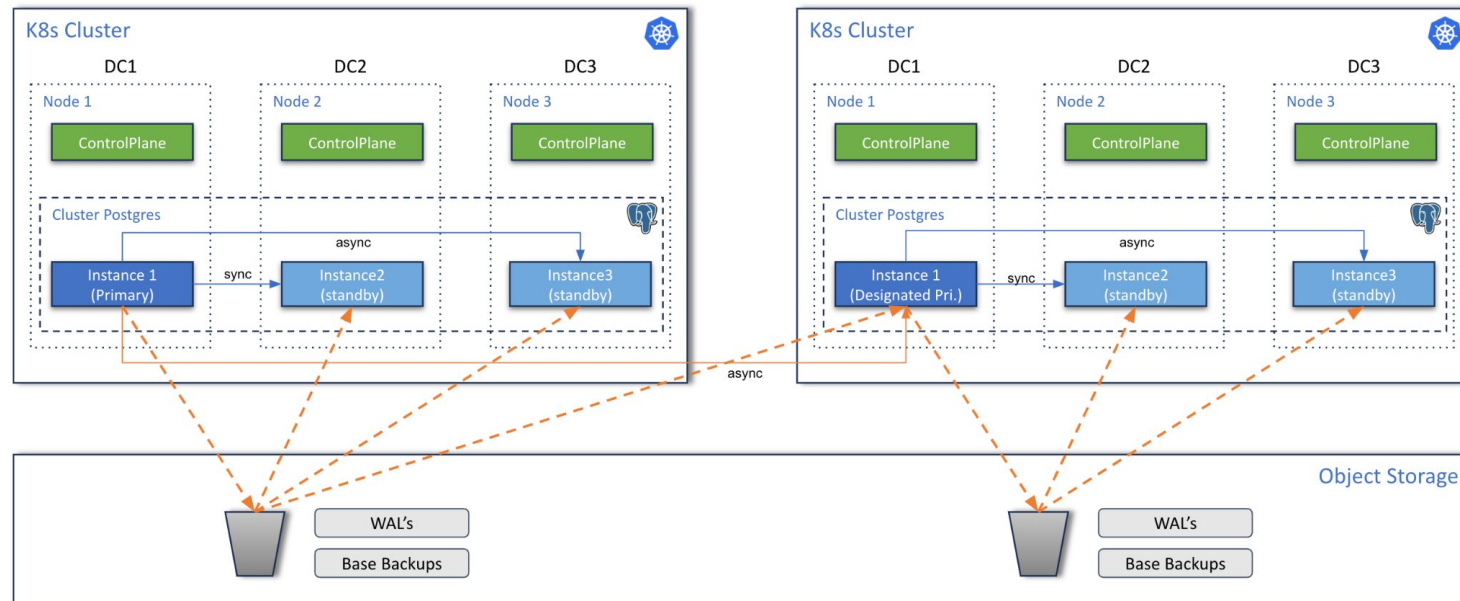 K8s Cluster
DC1
DC2
DC3
Node 1
Node 2
Node 3
ControlPlane
ControlPlane
ControlPlane
Cluster Postgres
async
Instance 1
(Primary)
sync
Instance2
(standby)
Instance3
(standby)
K8s Cluster
DC1
DC2
DC3
Node 1
Node 2
Node 3
ControlPlane
ControlPlane
ControlPlane
Cluster Postgres
async
Instance 1
(Designated Pri.)
sync
Instance2
(standby)
Instance3
(standby)
async
Object Storage
WAL's
Base Backups
WAL's
Base Backups